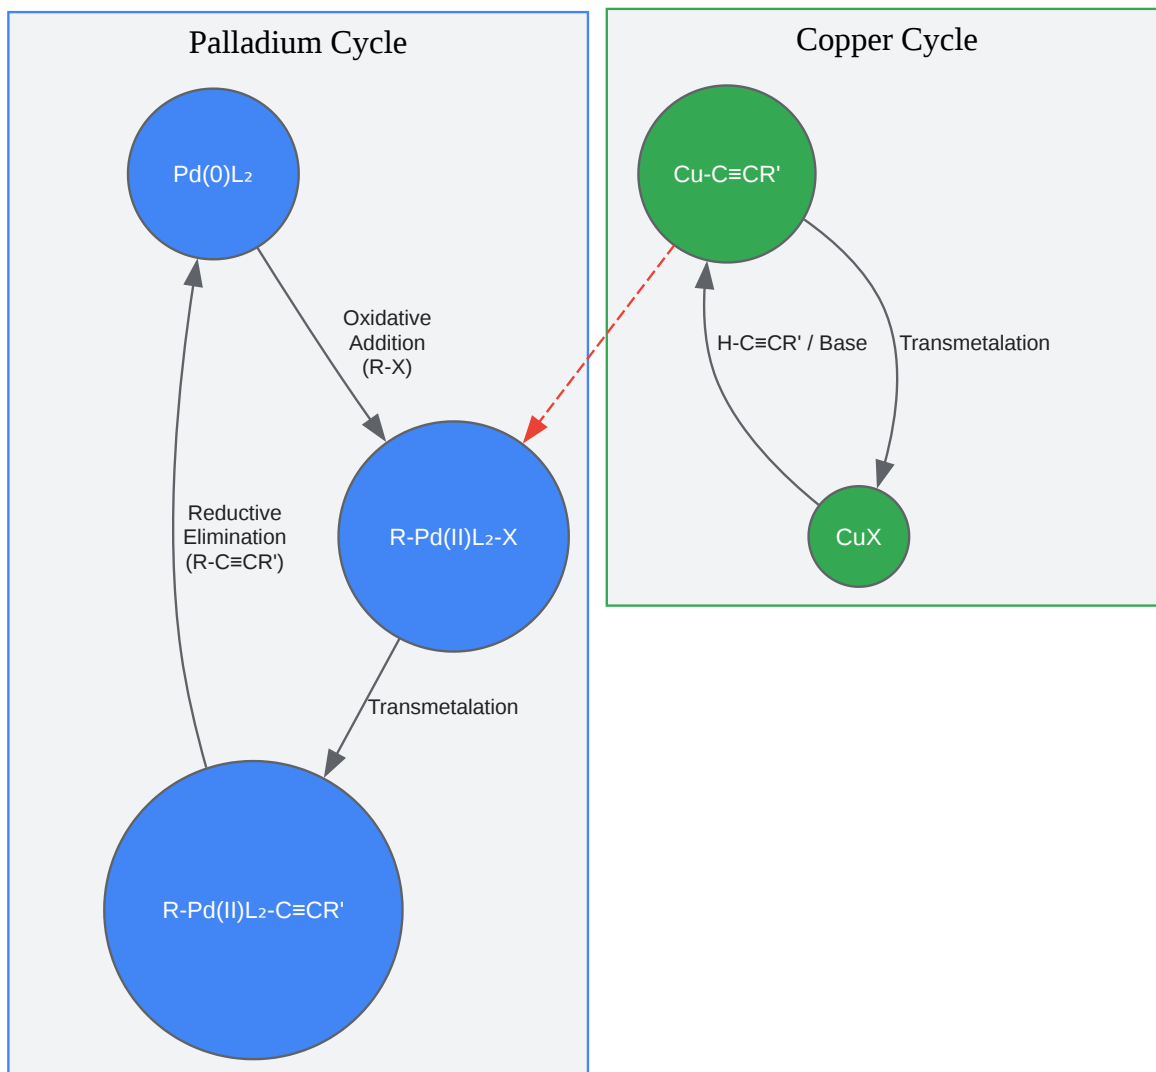 Palladium Cycle
Pd(0)L₂
Oxidative
Addition
(R-X)
R-Pd(II)L₂-X
Reductive
Elimination
(R-C≡CR')
Transmetalation
R-Pd(II)L₂-C≡CR'
Copper Cycle
Cu-C≡CR'
H-C≡CR' / Base
Transmetalation
CuX